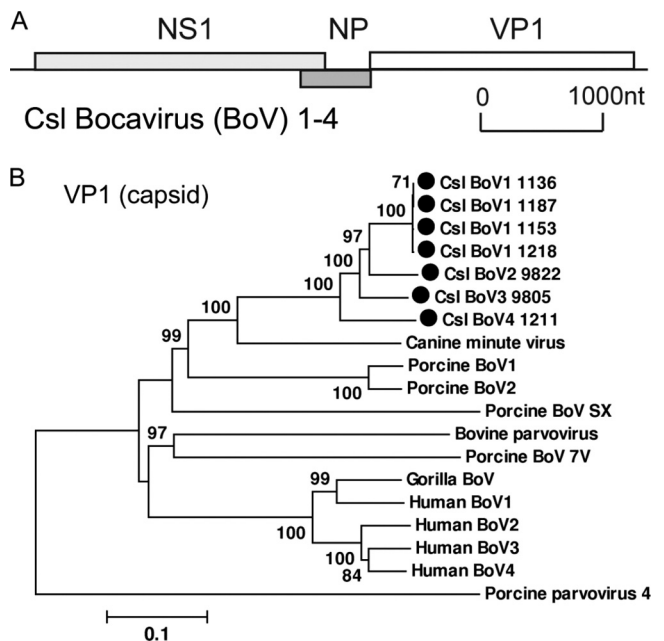 A
NS1 NP VP1
Csl Bocavirus (BoV) 1-4
0 1000nt
B
VP1 (capsid)
71 Csl BoV1 1136
Csl BoV1 1187
100 Csl BoV1 1153
97 Csl BoV1 1218
100 Csl BoV2 9822
100 Csl BoV3 9805
100 Csl BoV4 1211
99 Canine minute virus
Porcine BoV1
100 Porcine BoV2
Porcine BoV SX
97 Bovine parvovirus
Porcine BoV 7V
99 Gorilla BoV
Human BoV1
100 Human BoV2
100 Human BoV3
84 Human BoV4
Porcine parvovirus 4
0.1